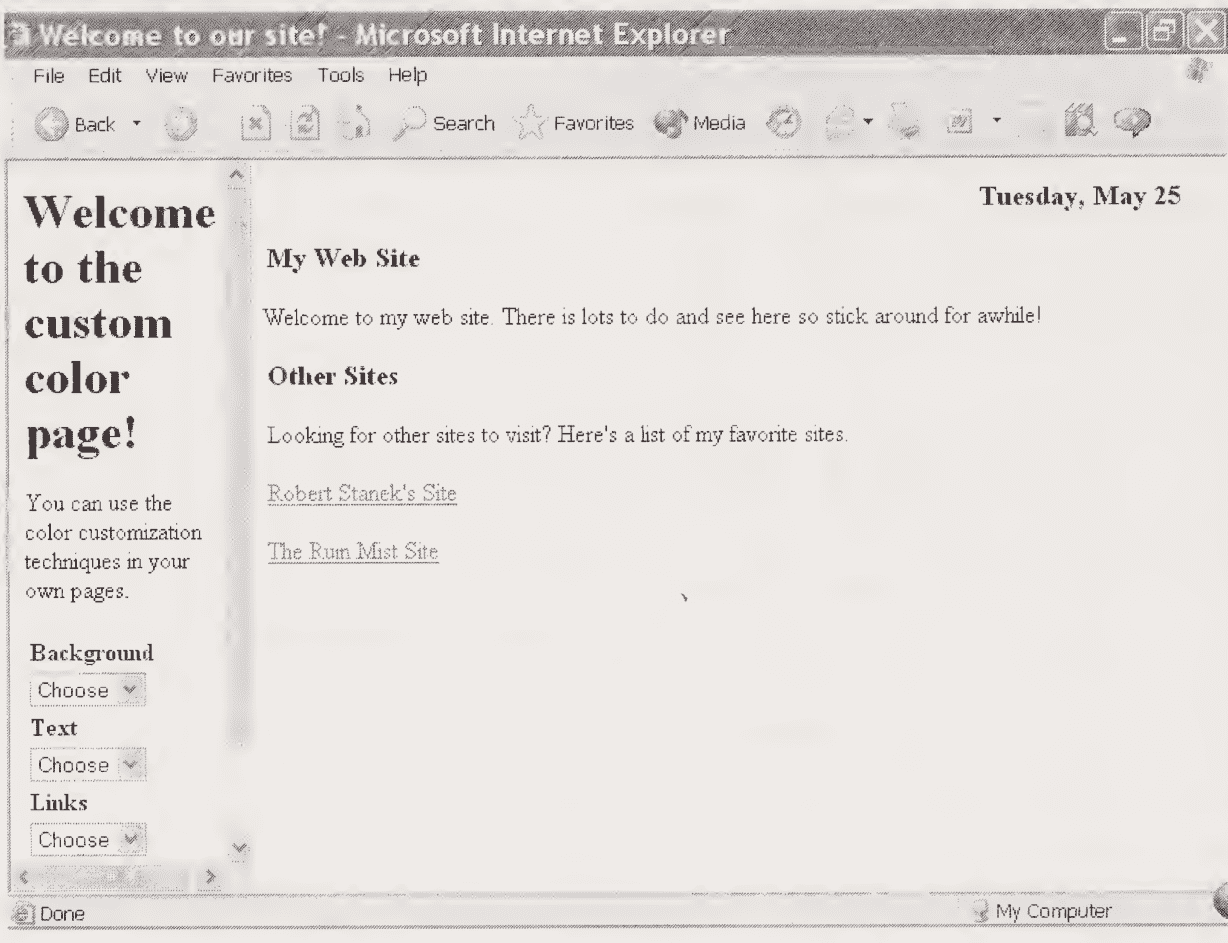 Welcome to our site! - Microsoft Internet Explorer
File Edit View Favorites Tools Help
Back Search Favorites Media
Welcome
to the
custom
color
page!
You can use the
color customization
techniques in your
own pages.
Background
Choose
Text
Choose
Links
Choose
Tuesday, May 25
My Web Site
Welcome to my web site. There is lots to do and see here so stick around for awhile!
Other Sites
Looking for other sites to visit? Here's a list of my favorite sites.
Robert Stanek's Site
The Ruin Mist Site
Done My Computer